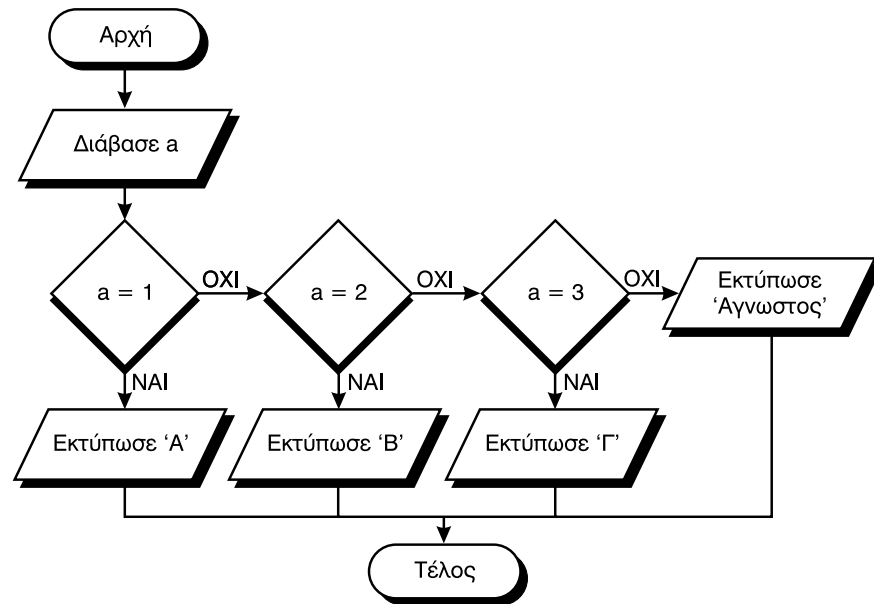 Αρχή
Διάβασε a
a = 1
ΟΧΙ
a = 2
ΟΧΙ
a = 3
ΟΧΙ
Εκτύπωσε
‘Αγνωστος’
ΝΑΙ
ΝΑΙ
ΝΑΙ
Εκτύπωσε ‘Α’
Εκτύπωσε ‘Β’
Εκτύπωσε ‘Γ’
Τέλος